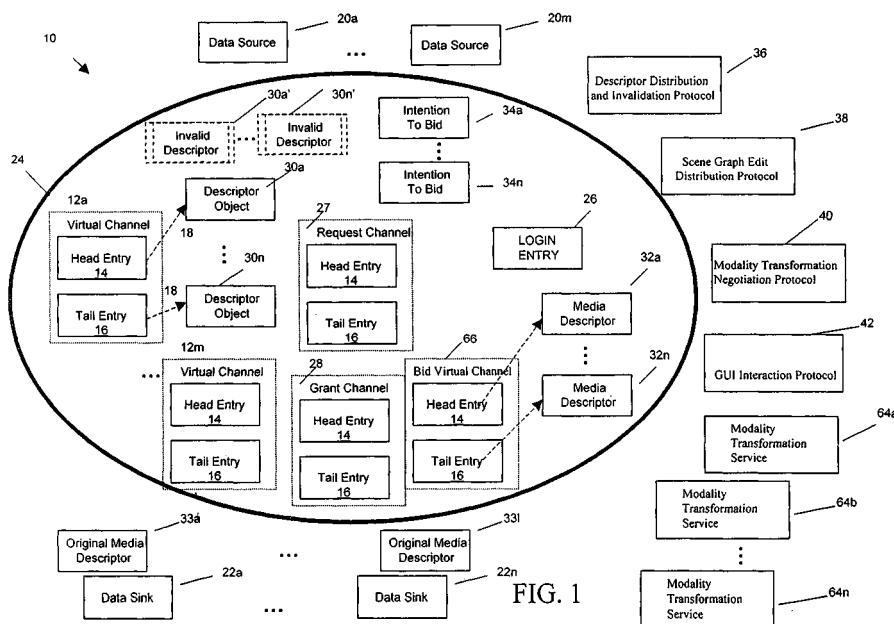 20a
20m
Data Source
...
Data Source
10
36
Descriptor Distribution
and Invalidation Protocol
30a'
30n'
Invalid
Descriptor
...
Invalid
Descriptor
Intention
To Bid
34a
38
Scene Graph Edit
Distribution Protocol
24
30a
Intention
To Bid
34n
12a
Descriptor
Object
27
26
Virtual Channel
18
Request Channel
LOGIN
ENTRY
40
Head Entry
14
30n
Head Entry
14
32a
Modality Transformation
Negotiation Protocol
18
Descriptor
Object
Tail Entry
16
Tail Entry
16
Media
Descriptor
42
12m
66
...
Virtual Channel
28
Bid Virtual Channel
32n
GUI Interaction Protocol
Grant Channel
Head Entry
14
Head Entry
14
Head Entry
14
Media
Descriptor
64a
Modality
Transformation
Service
Tail Entry
16
Tail Entry
16
Tail Entry
16
Modality
Transformation
Service
64b
33a'
33l
Original Media
Descriptor
...
Original Media
Descriptor
22a
22n
64n
Data Sink
...
Data Sink
FIG. 1
Modality
Transformation
Service